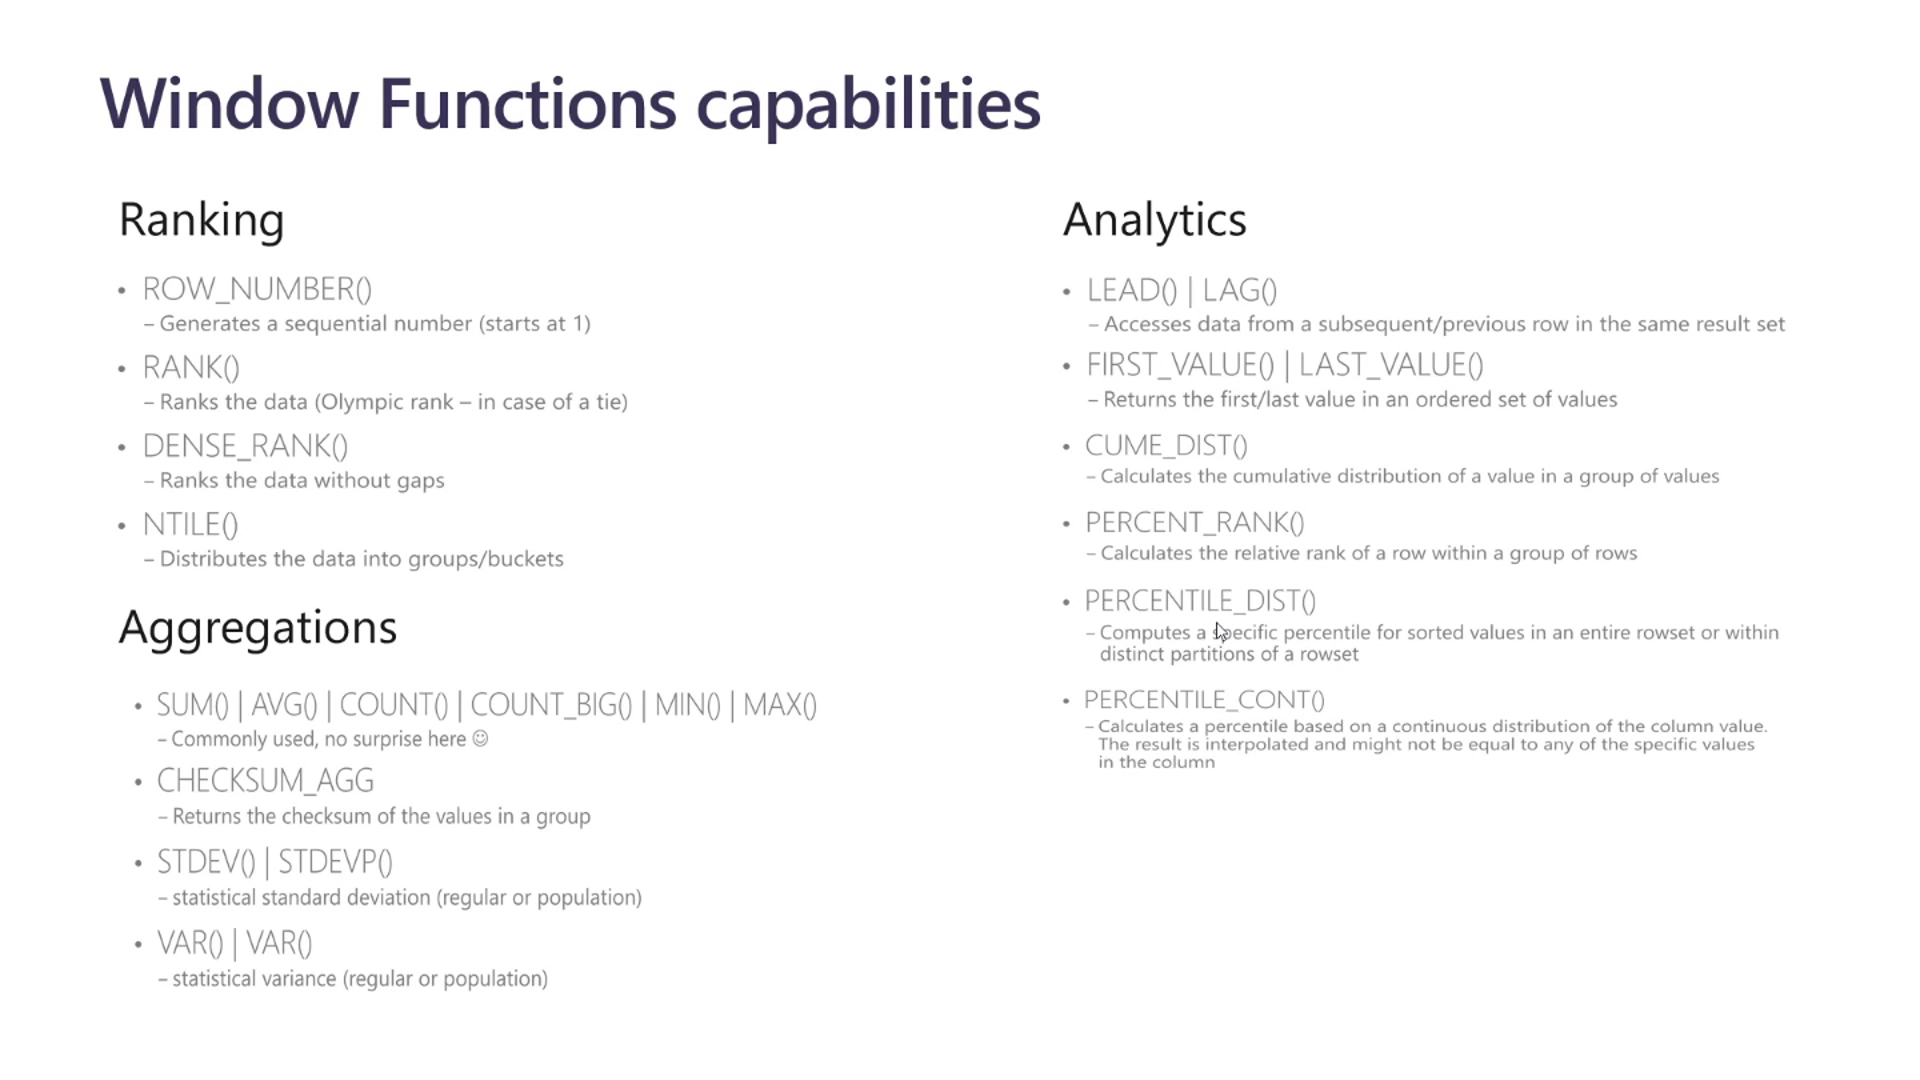 Window Functions capabilities
Ranking
• ROW_NUMBER()
– Generates a sequential number (starts at 1)
• RANK()
– Ranks the data (Olympic rank – in case of a tie)
• DENSE_RANK()
– Ranks the data without gaps
• NTILE()
– Distributes the data into groups/buckets
Aggregations
• SUM() | AVG() | COUNT() | COUNT_BIG() | MIN() | MAX()
– Commonly used, no surprise here ☺
• CHECKSUM_AGG
– Returns the checksum of the values in a group
• STDEV() | STDEVP()
– statistical standard deviation (regular or population)
• VAR() | VAR()
– statistical variance (regular or population)
Analytics
• LEAD() | LAG()
– Accesses data from a subsequent/previous row in the same result set
• FIRST_VALUE() | LAST_VALUE()
– Returns the first/last value in an ordered set of values
• CUME_DIST()
– Calculates the cumulative distribution of a value in a group of values
• PERCENT_RANK()
– Calculates the relative rank of a row within a group of rows
• PERCENTILE_DIST()
– Computes a specific percentile for sorted values in an entire rowset or within
distinct partitions of a rowset
• PERCENTILE_CONT()
– Calculates a percentile based on a continuous distribution of the column value.
The result is interpolated and might not be equal to any of the specific values
in the column